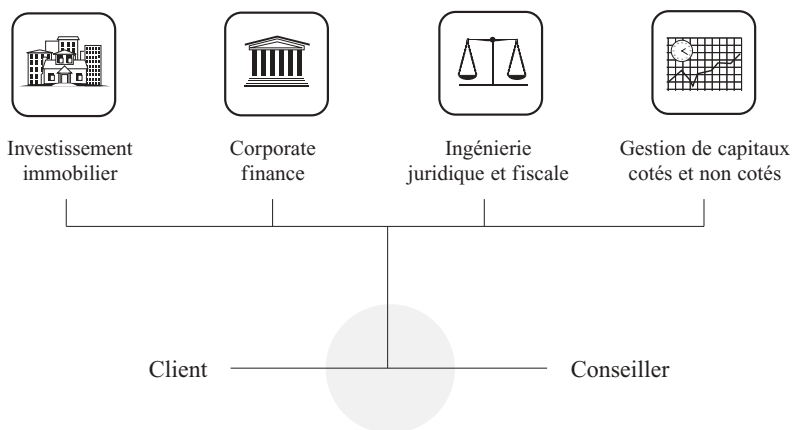 Investissement
immobilier
Corporate
finance
Ingénierie
juridique et fiscale
Gestion de capitaux
cotés et non cotés
Client
Conseiller